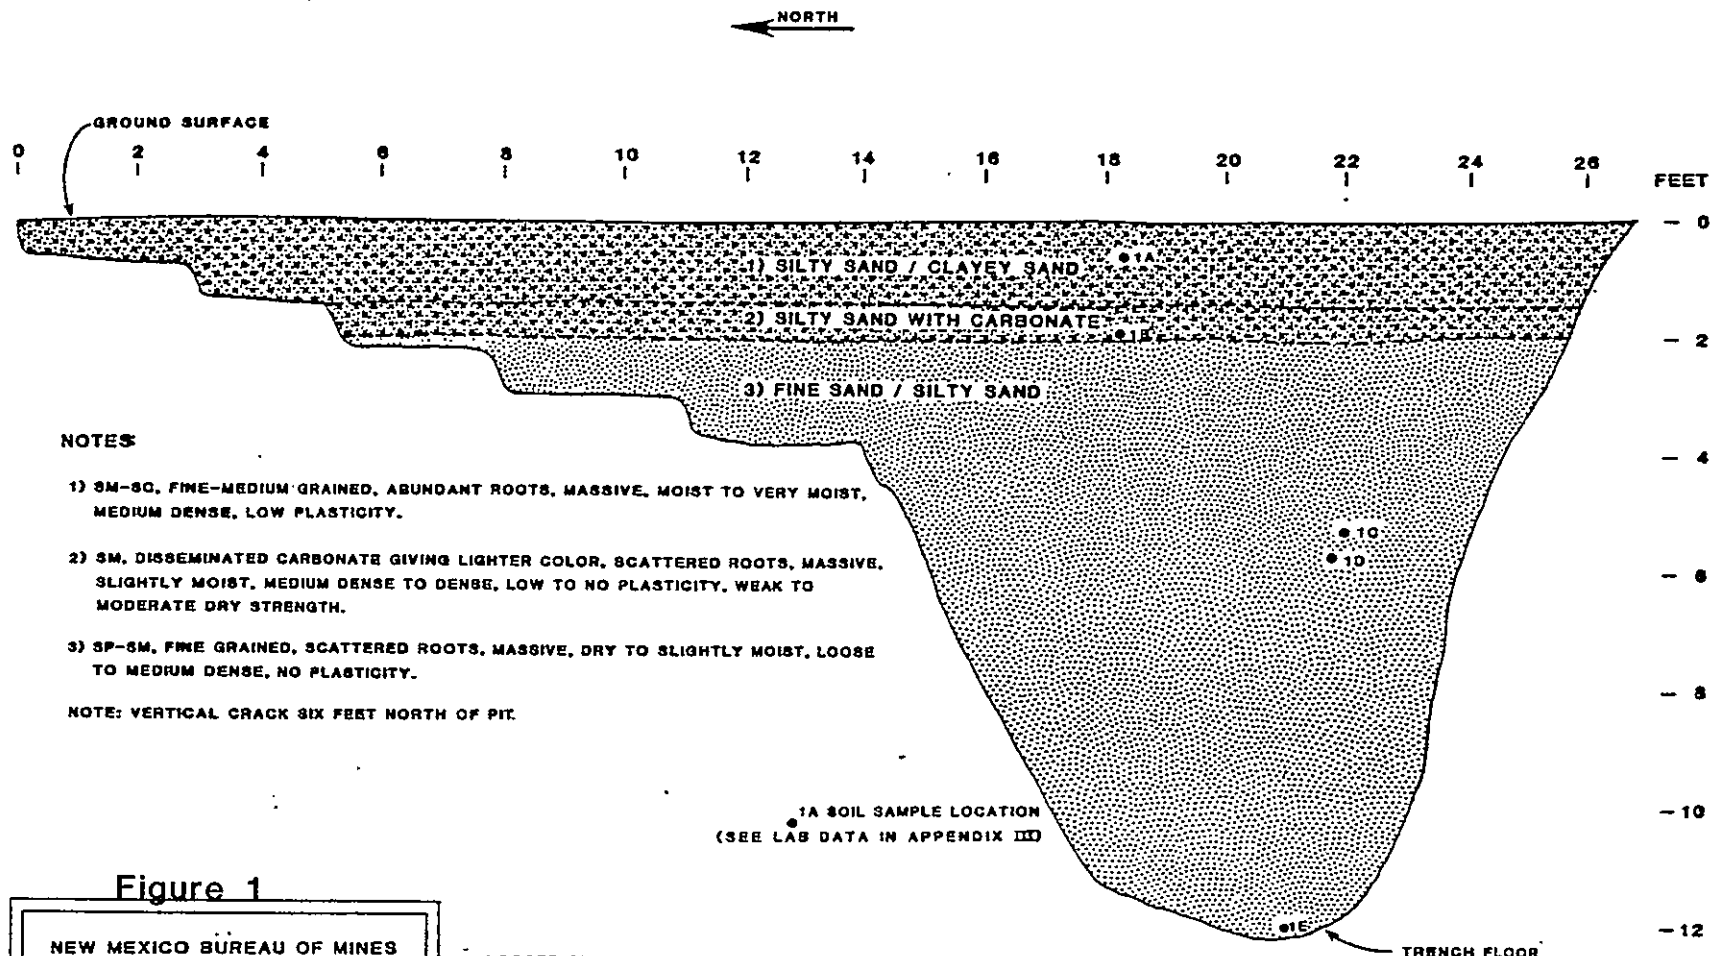 NORTH
GROUND SURFACE
0 2 4 6 8 10 12 14 16 18 20 22 24 26
FEET
0
1) SILTY SAND / CLAYEY SAND
1A
2) SILTY SAND WITH CARBONATE
1B
2
3) FINE SAND / SILTY SAND
NOTES
4
1) SM-SC, FINE-MEDIUM GRAINED, ABUNDANT ROOTS, MASSIVE, MOIST TO VERY MOIST,
MEDIUM DENSE, LOW PLASTICITY.
1C
1D
2) SM, DISSEMINATED CARBONATE GIVING LIGHTER COLOR, SCATTERED ROOTS, MASSIVE,
SLIGHTLY MOIST, MEDIUM DENSE TO DENSE, LOW TO NO PLASTICITY, WEAK TO
MODERATE DRY STRENGTH.
6
3) SP-SM, FINE GRAINED, SCATTERED ROOTS, MASSIVE, DRY TO SLIGHTLY MOIST, LOOSE
TO MEDIUM DENSE, NO PLASTICITY.
8
NOTE: VERTICAL CRACK SIX FEET NORTH OF PIT.
1A SOIL SAMPLE LOCATION
(SEE LAB DATA IN APPENDIX III)
10
Figure 1
1E
12
NEW MEXICO BUREAU OF MINES
TRENCH FLOOR